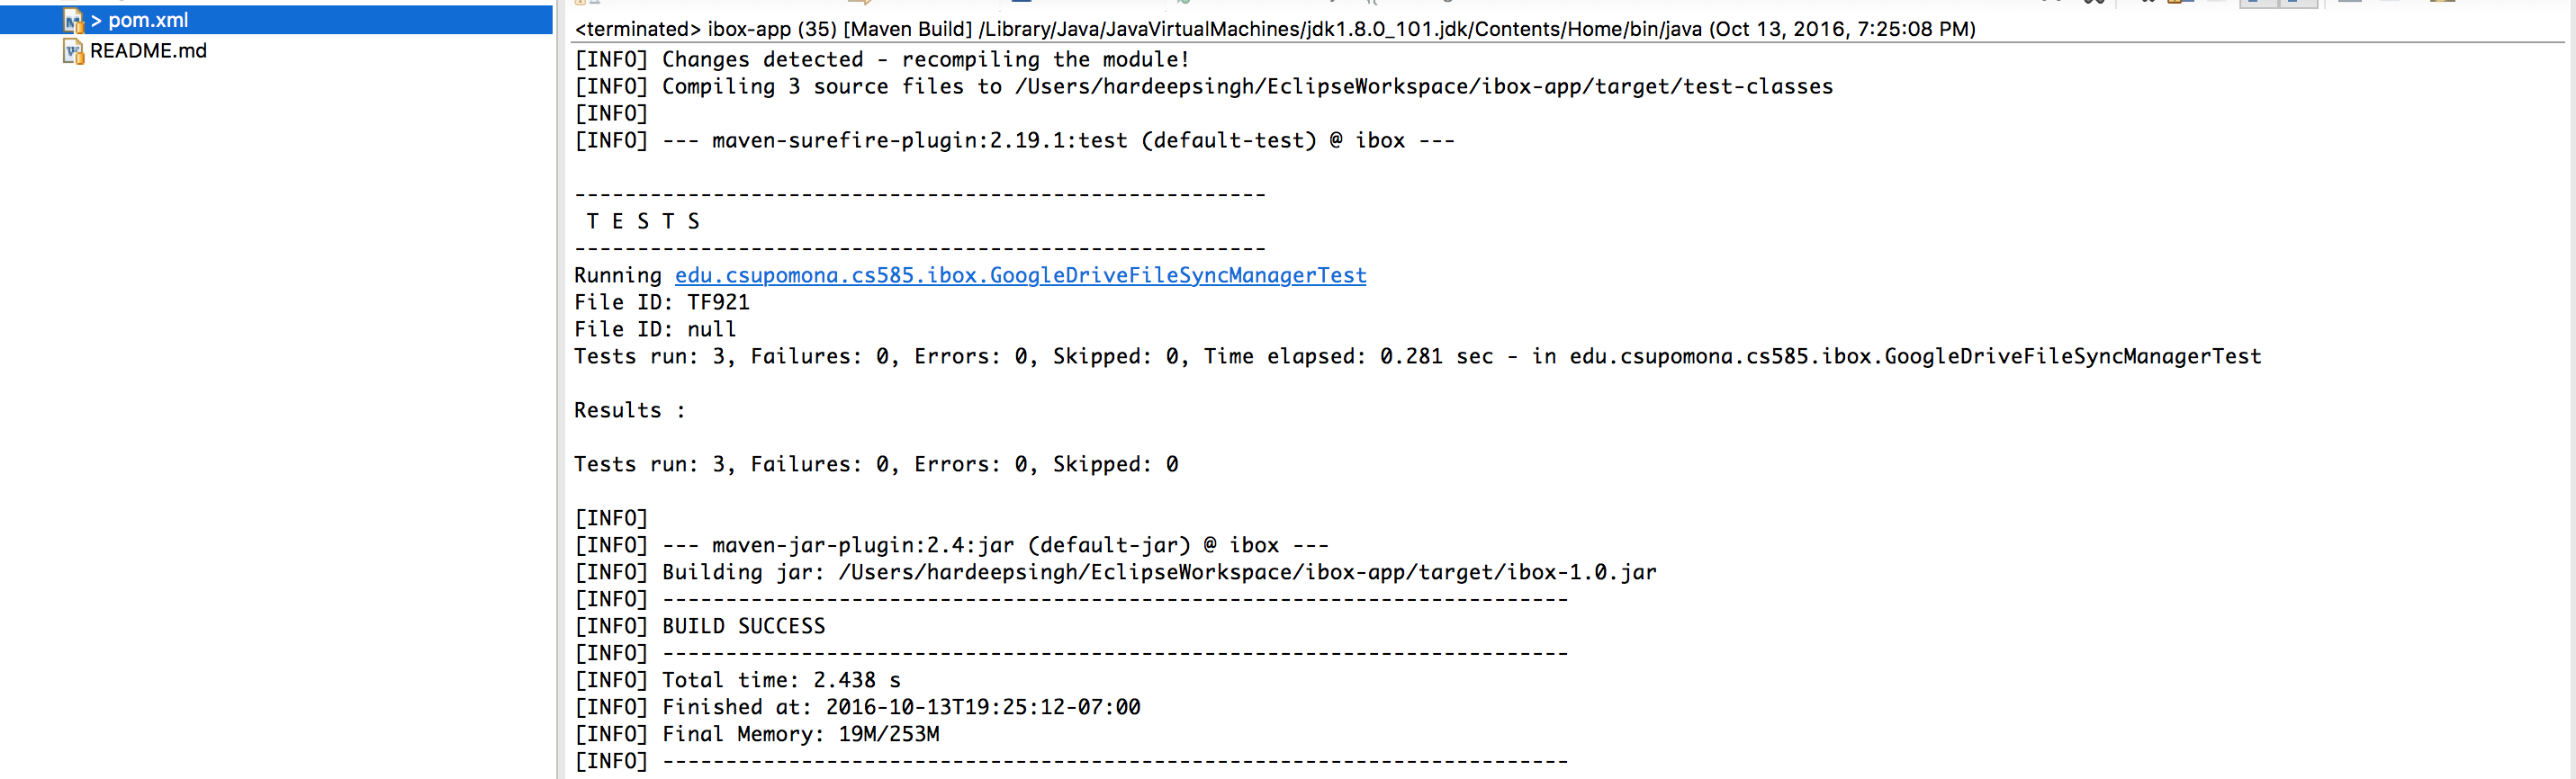 > pom.xml
README.md
<terminated> ibox-app (35) [Maven Build] /Library/Java/JavaVirtualMachines/jdk1.8.0_101.jdk/Contents/Home/bin/java (Oct 13, 2016, 7:25:08 PM)
[INFO] Changes detected - recompiling the module!
[INFO] Compiling 3 source files to /Users/hardeepsingh/EclipseWorkspace/ibox-app/target/test-classes
[INFO]
[INFO] --- maven-surefire-plugin:2.19.1:test (default-test) @ ibox ---
-------------------------------------------------------
T E S T S
-------------------------------------------------------
Running edu.csupomona.cs585.ibox.GoogleDriveFileSyncManagerTest
File ID: TF921
File ID: null
Tests run: 3, Failures: 0, Errors: 0, Skipped: 0, Time elapsed: 0.281 sec - in edu.csupomona.cs585.ibox.GoogleDriveFileSyncManagerTest
Results :
Tests run: 3, Failures: 0, Errors: 0, Skipped: 0
[INFO]
[INFO] --- maven-jar-plugin:2.4:jar (default-jar) @ ibox ---
[INFO] Building jar: /Users/hardeepsingh/EclipseWorkspace/ibox-app/target/ibox-1.0.jar
[INFO] ------------------------------------------------------------------------
[INFO] BUILD SUCCESS
[INFO] ------------------------------------------------------------------------
[INFO] Total time: 2.438 s
[INFO] Finished at: 2016-10-13T19:25:12-07:00
[INFO] Final Memory: 19M/253M
[INFO] ------------------------------------------------------------------------